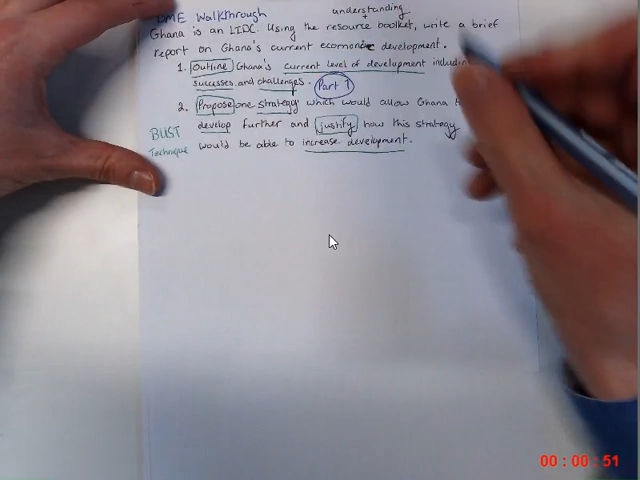 DME Walkthrough
understanding
+
Ghana is an LIDC. Using the resource booklet, write a brief
report on Ghana's current economic development.
1. Outline Ghana's current level of development including
successes and challenges. Part 1
2. Propose one strategy which would allow Ghana to
develop further and justify how this strategy
would be able to increase development.
BUST
Technique
00:00:51